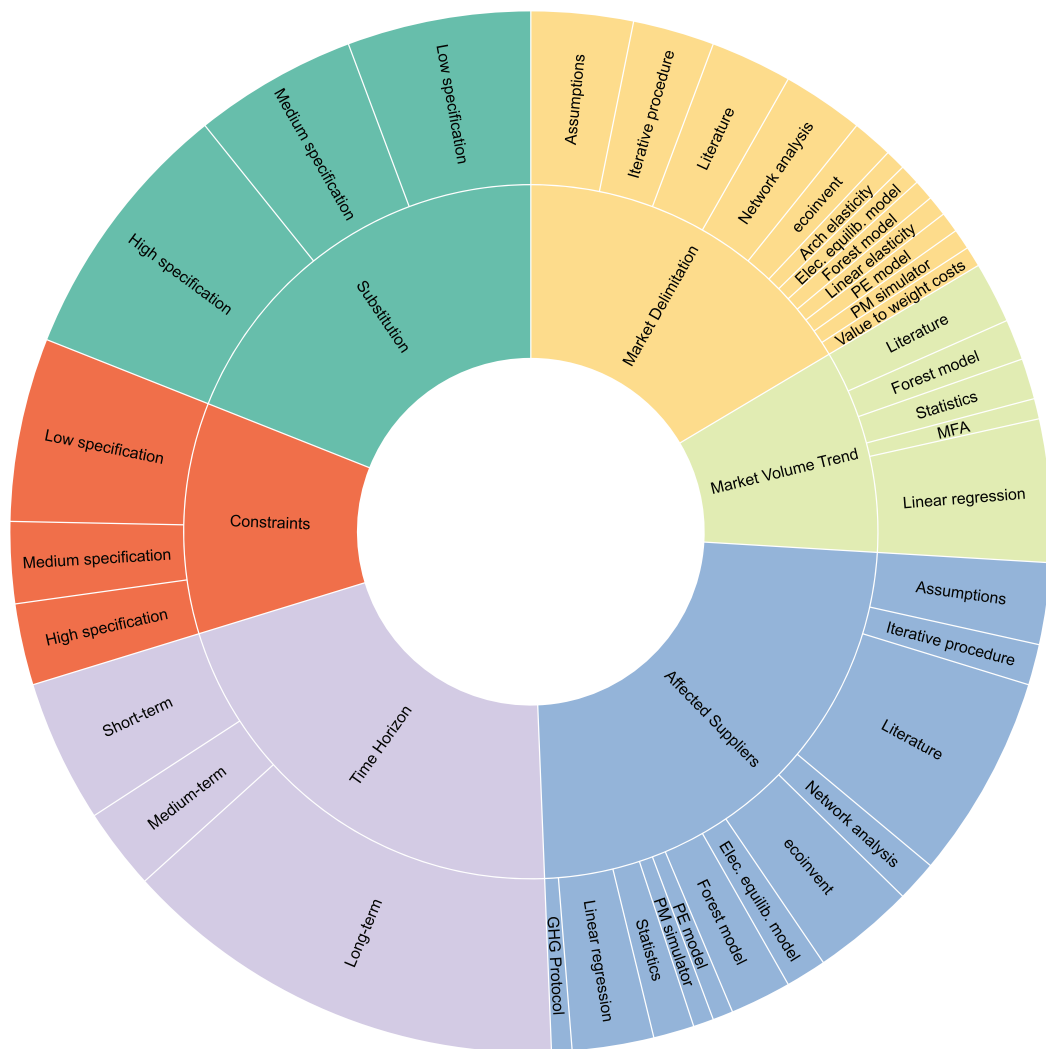 Market Delimitation
Assumptions
Iterative procedure
Literature
Network analysis
ecoinvent
Arch elasticity
Elec. equilib. model
Forest model
Linear elasticity
PE model
PM simulator
Value to weight costs
Market Volume Trend
Literature
Forest model
Statistics
MFA
Linear regression
Affected Suppliers
Assumptions
Iterative procedure
Literature
Network analysis
ecoinvent
Elec. equilib. model
Forest model
PE model
PM simulator
Statistics
Linear regression
GHG Protocol
Time Horizon
Long-term
Medium-term
Short-term
Constraints
High specification
Medium specification
Low specification
Substitution
High specification
Medium specification
Low specification